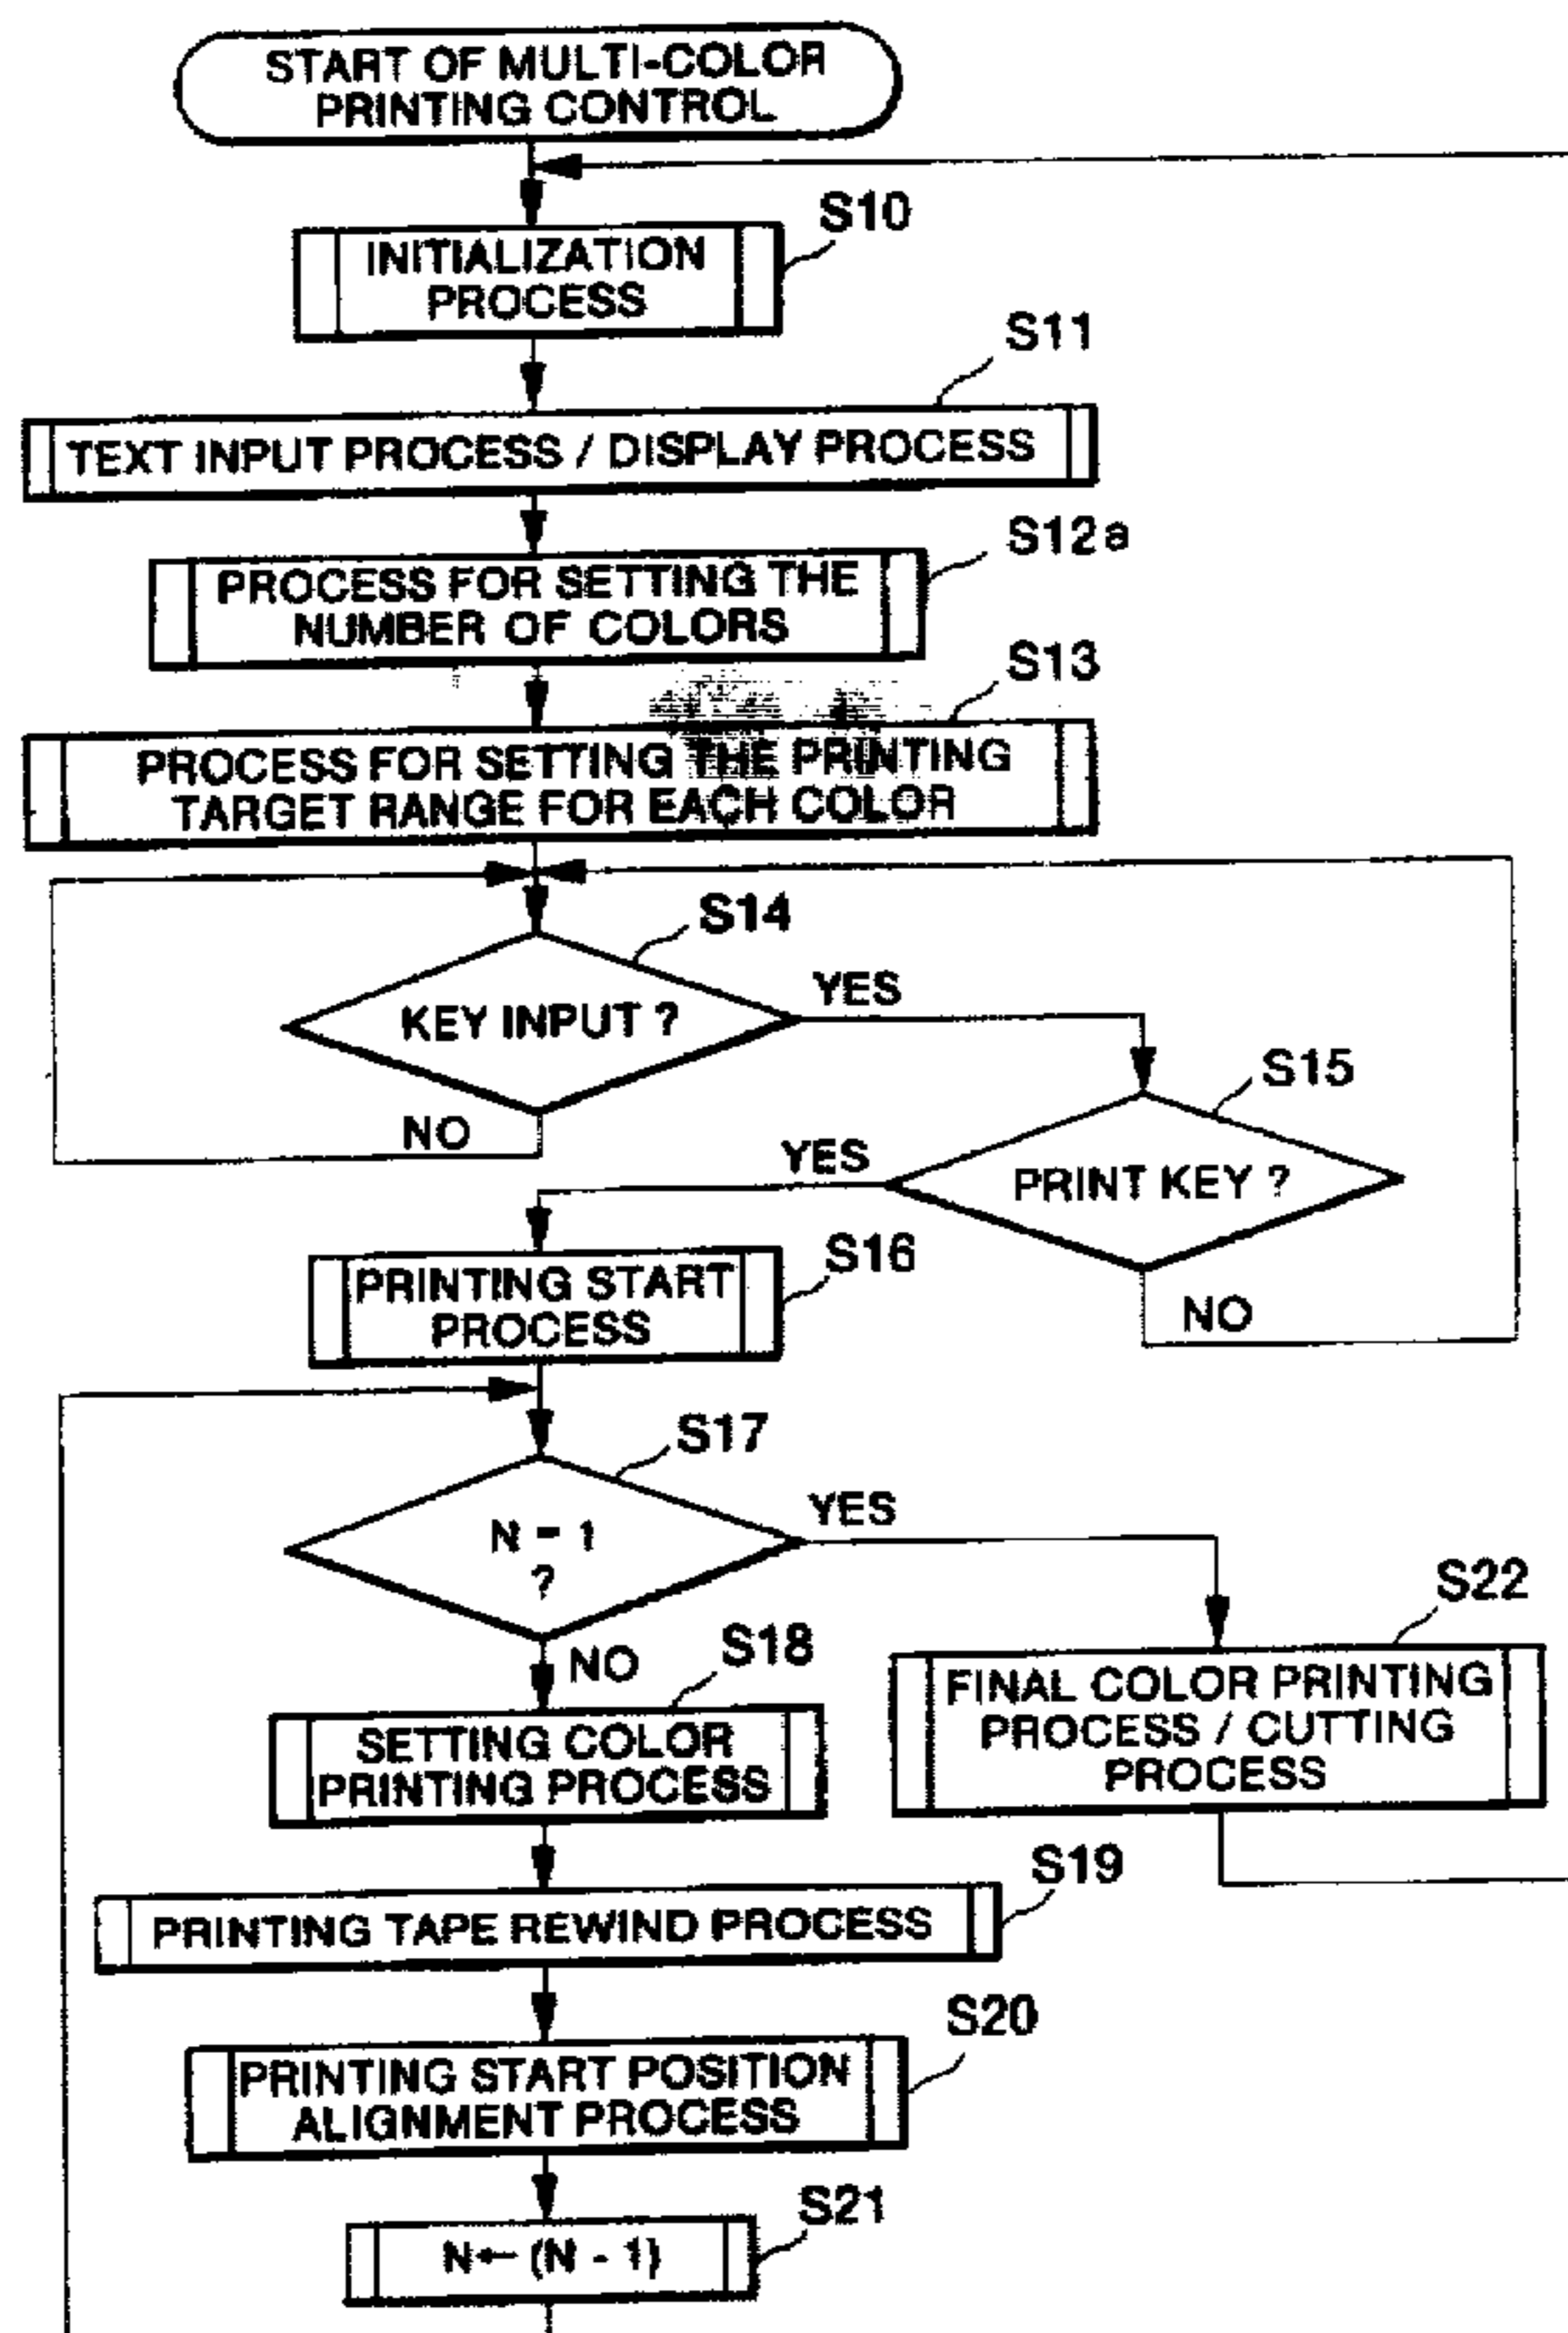 START OF MULTI-COLOR
PRINTING CONTROL
S10
INITIALIZATION
PROCESS
S11
TEXT INPUT PROCESS / DISPLAY PROCESS
S12a
PROCESS FOR SETTING THE
NUMBER OF COLORS
S13
PROCESS FOR SETTING THE PRINTING
TARGET RANGE FOR EACH COLOR
S14
KEY INPUT ?
YES
NO
S15
PRINT KEY ?
YES
NO
S16
PRINTING START
PROCESS
S17
N = 1
?
YES
NO
S18
SETTING COLOR
PRINTING PROCESS
S22
FINAL COLOR PRINTING
PROCESS / CUTTING
PROCESS
S19
PRINTING TAPE REWIND PROCESS
S20
PRINTING START POSITION
ALIGNMENT PROCESS
S21
N ← (N - 1)